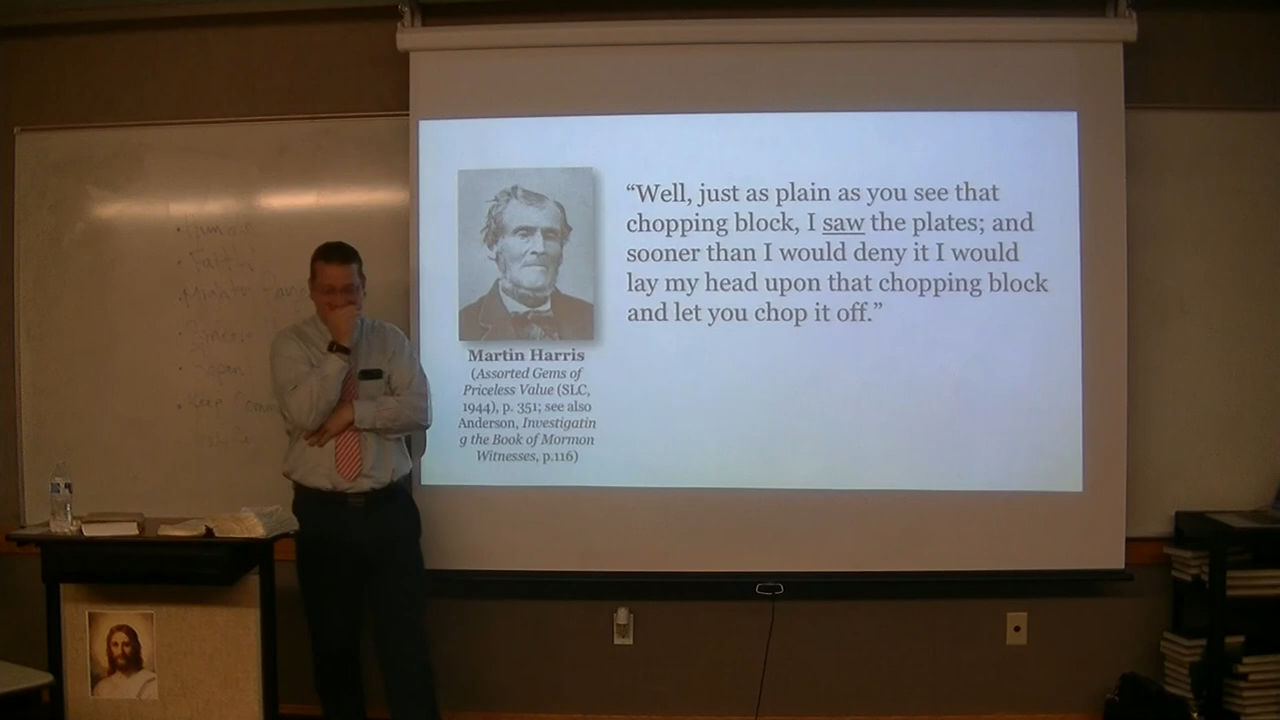 “Well, just as plain as you see that
chopping block, I saw the plates; and
sooner than I would deny it I would
lay my head upon that chopping block
and let you chop it off.”
Martin Harris
(Assorted Gems of
Priceless Value (SLC,
1944), p. 351; see also
Anderson, Investigatin
g the Book of Mormon
Witnesses, p.116)
• Faith
• Keep